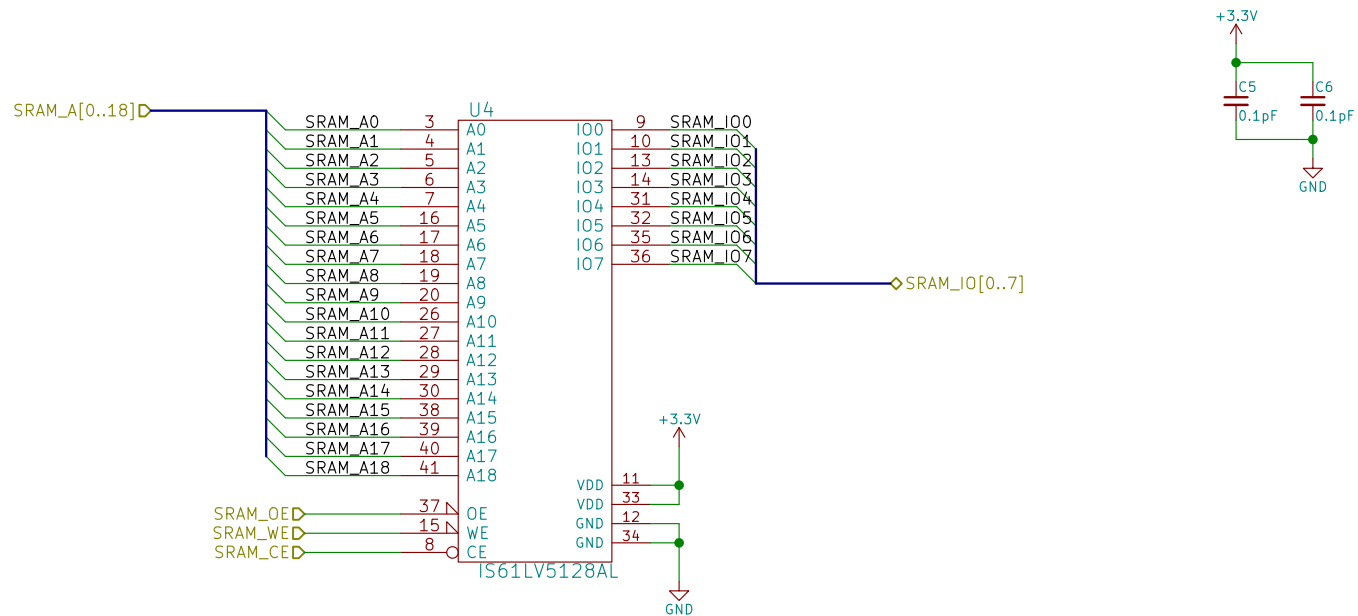 +3.3V
C5
C6
0.1pF
0.1pF
GND
SRAM_A[0..18]
U4
SRAM_A0 3 A0 IO0 9 SRAM_IO0
SRAM_A1 4 A1 IO1 10 SRAM_IO1
SRAM_A2 5 A2 IO2 13 SRAM_IO2
SRAM_A3 6 A3 IO3 14 SRAM_IO3
SRAM_A4 7 A4 IO4 31 SRAM_IO4
SRAM_A5 16 A5 IO5 32 SRAM_IO5
SRAM_A6 17 A6 IO6 35 SRAM_IO6
SRAM_A7 18 A7 IO7 36 SRAM_IO7
SRAM_A8 19 A8
SRAM_IO[0..7]
SRAM_A9 20 A9
SRAM_A10 26 A10
SRAM_A11 27 A11
SRAM_A12 28 A12
SRAM_A13 29 A13
SRAM_A14 30 A14
SRAM_A15 38 A15
SRAM_A16 39 A16
SRAM_A17 40 A17
SRAM_A18 41 A18
+3.3V
VDD 11
VDD 33
GND 12
GND 34
SRAM_OE 37 OE
SRAM_WE 15 WE
SRAM_CE 8 CE
IS61LV5128AL
GND